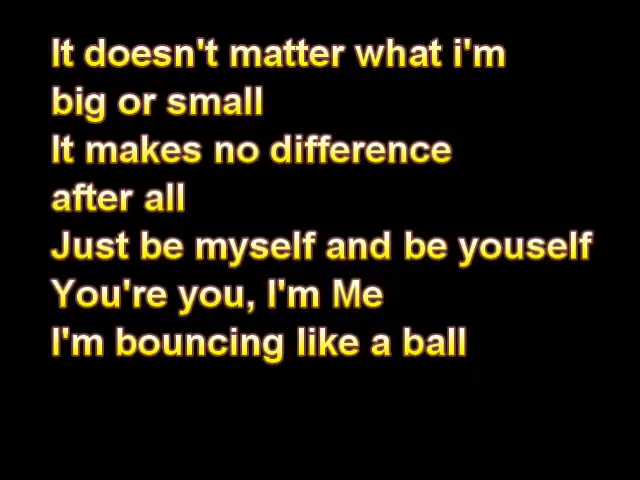 It doesn't matter what i'm
big or small
It makes no difference
after all
Just be myself and be youself
You're you, I'm Me
I'm bouncing like a ball